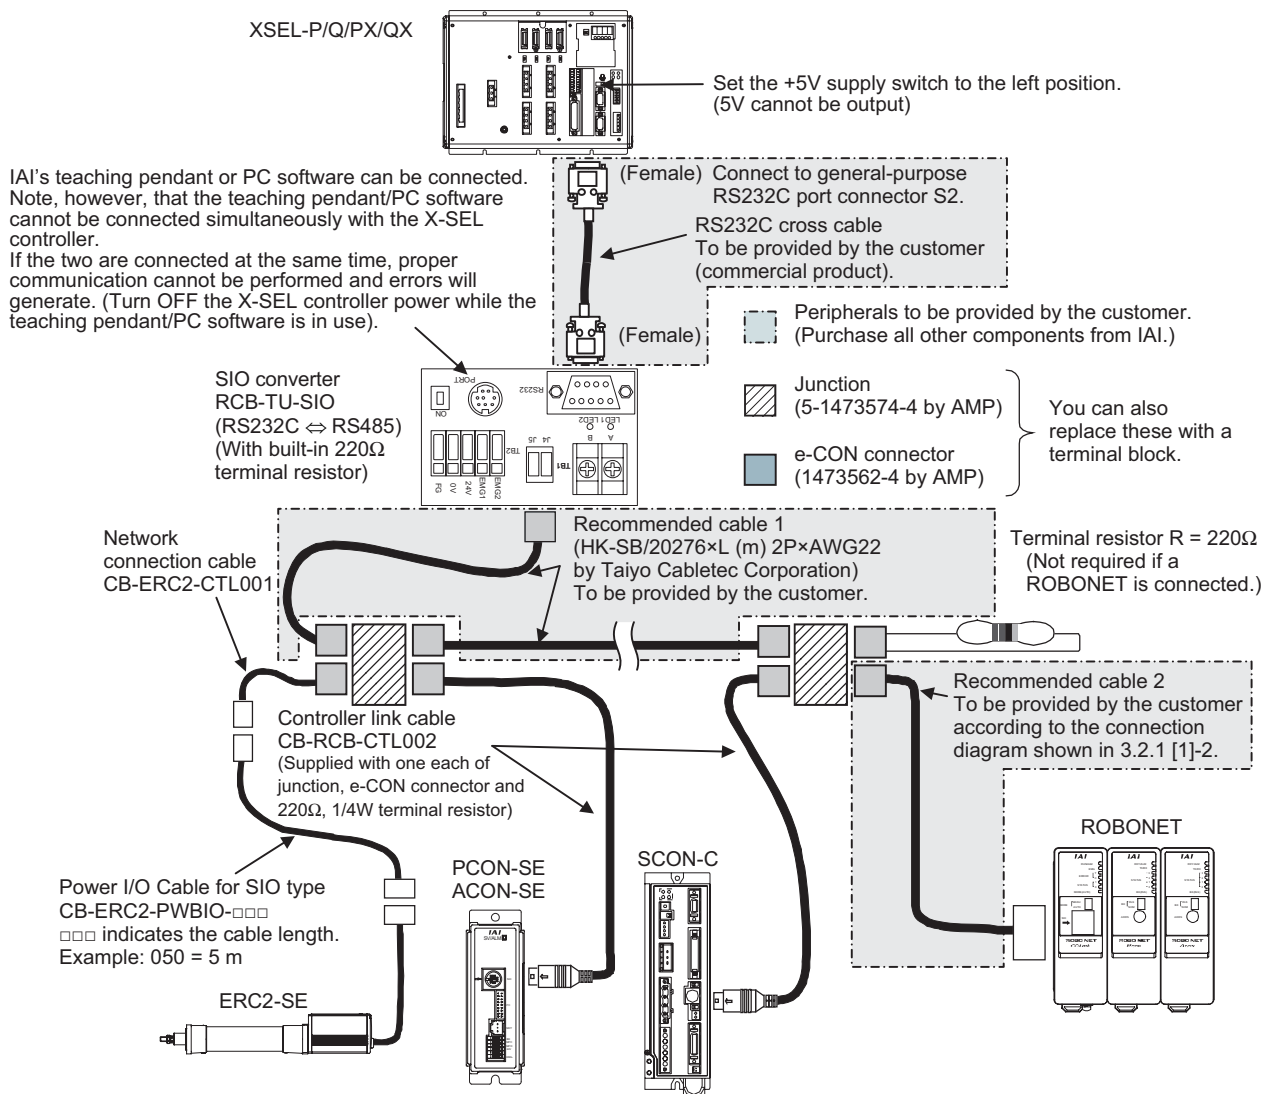 XSEL-P/Q/PX/QX
Set the +5V supply switch to the left position.
(5V cannot be output)
IAI's teaching pendant or PC software can be connected.
Note, however, that the teaching pendant/PC software
cannot be connected simultaneously with the X-SEL
controller.
If the two are connected at the same time, proper
communication cannot be performed and errors will
generate. (Turn OFF the X-SEL controller power while the
teaching pendant/PC software is in use).
(Female)
Connect to general-purpose
RS232C port connector S2.
RS232C cross cable
To be provided by the customer
(commercial product).
(Female)
Peripherals to be provided by the customer.
(Purchase all other components from IAI.)
Junction
(5-1473574-4 by AMP)
e-CON connector
(1473562-4 by AMP)
You can also
replace these with a
terminal block.
SIO converter
RCB-TU-SIO
(RS232C ⇔ RS485)
(With built-in 220Ω
terminal resistor)
PORT
RS232
ON
LED1 LED2
J4 J5
B
A
TB2
TB1
FG
0V
24V
EMG1
EMG2
Network
connection cable
CB-ERC2-CTL001
Recommended cable 1
(HK-SB/20276×L (m) 2P×AWG22
by Taiyo Cabletec Corporation)
To be provided by the customer.
Terminal resistor R = 220Ω
(Not required if a
ROBONET is connected.)
Controller link cable
CB-RCB-CTL002
(Supplied with one each of
junction, e-CON connector and
220Ω, 1/4W terminal resistor)
Recommended cable 2
To be provided by the customer
according to the connection
diagram shown in 3.2.1 [1]-2.
Power I/O Cable for SIO type
CB-ERC2-PWBIO-□□□
□□□ indicates the cable length.
Example: 050 = 5 m
ERC2-SE
PCON-SE
ACON-SE
IAI
SV/ALM
SCON-C
ROBONET
IAI
IAI
IAI
ROBO NET
ROBO NET
ROBO NET